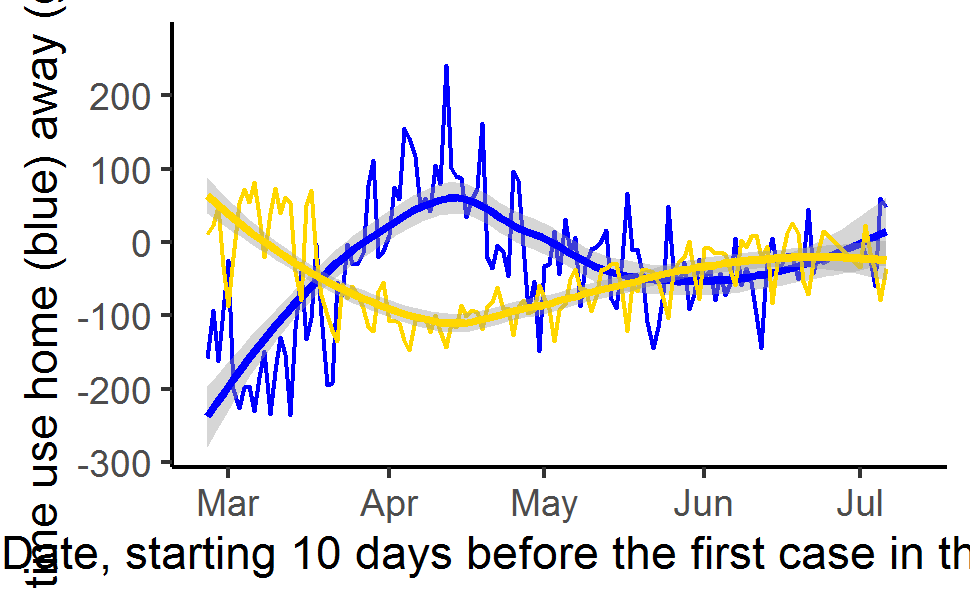 time use home (blue) away (
200
100
0
-100
-200
-300
Mar Apr May Jun Jul
Date, starting 10 days before the first case in th